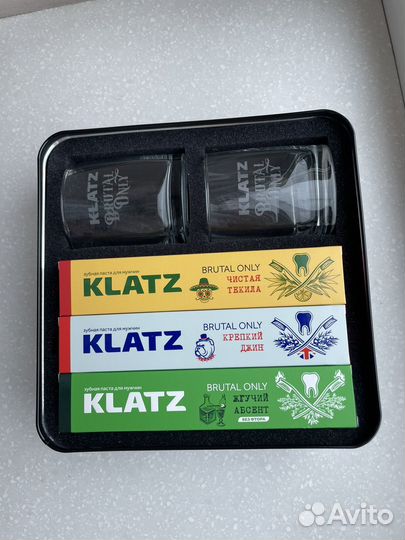 KLATZ
BRUTAL
ONLY
KLATZ
BRUTAL
ONLY
зубная паста для мужчин
KLATZ
BRUTAL ONLY
ЧИСТАЯ
ТЕКИЛА
зубная паста для мужчин
KLATZ
BRUTAL ONLY
КРЕПКИЙ
ДЖИН
зубная паста для мужчин
KLATZ
BRUTAL ONLY
ЖГУЧИЙ
АБСЕНТ
БЕЗ ФТОРА
Avito